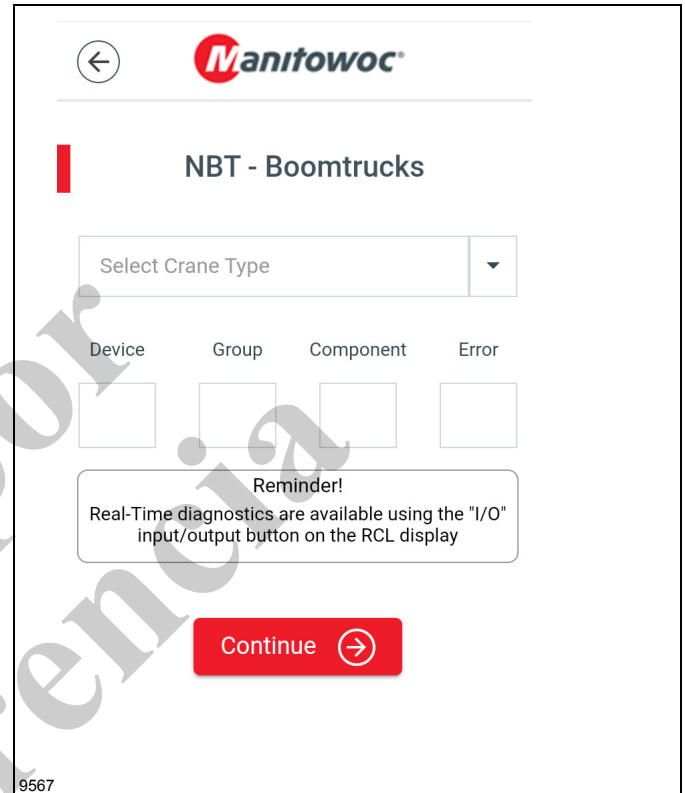 Manitowoc®
NBT - Boomtrucks
Select Crane Type
Device Group Component Error
Reminder!
Real-Time diagnostics are available using the "I/O"
input/output button on the RCL display
Continue
9567